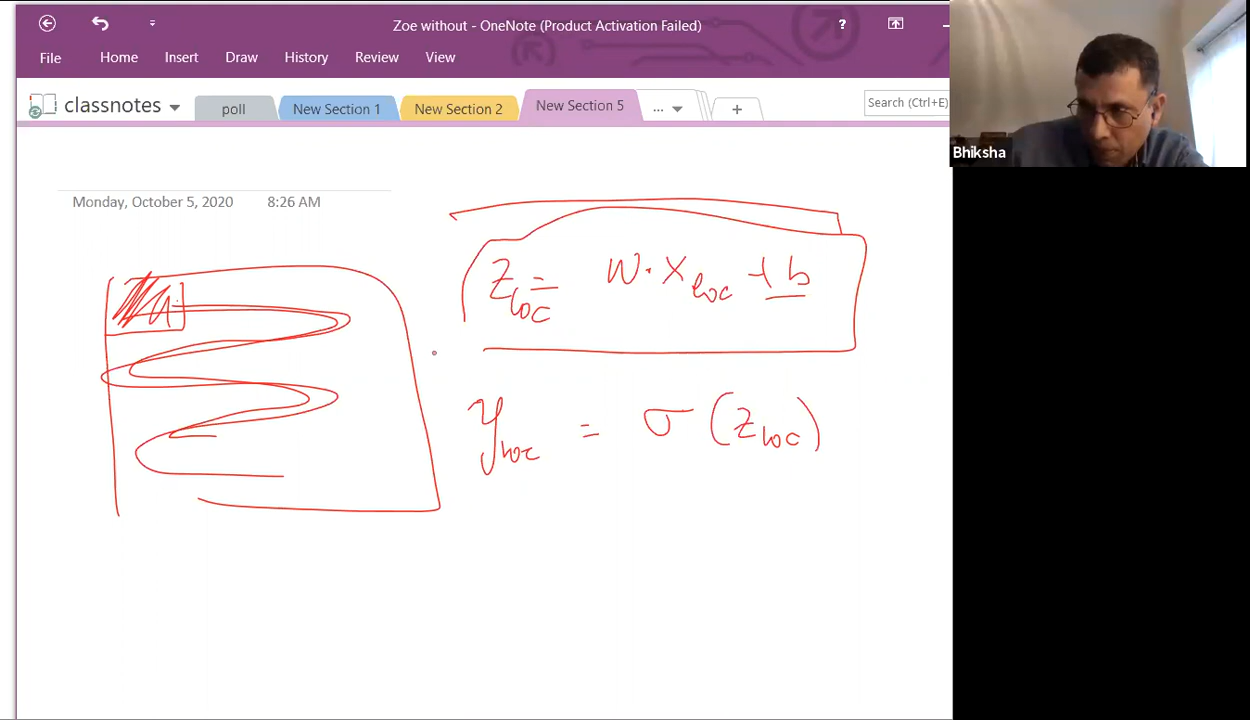 Zoe without - OneNote (Product Activation Failed)
?
File Home Insert Draw History Review View
classnotes poll New Section 1 New Section 2 New Section 5 ... + Search (Ctrl+E)
Bhiksha
Monday, October 5, 2020 8:26 AM
Z_loc = W · X_loc + b
y_loc = σ (Z_loc)